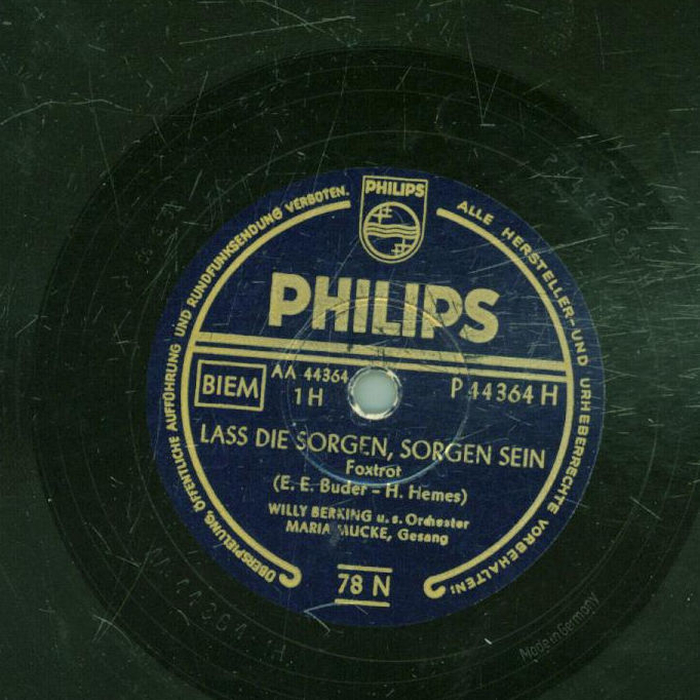 PHILIPS
ALLE HERSTELLER- UND URHEBERRECHTE VORBEHALTEN!
ÜBERSPIELUNG, ÖFFENTLICHE AUFFÜHRUNG UND RUNDFUNKSENDUNG VERBOTEN.
PHILIPS
BIEM
AA 44364
1 H
P 44364 H
LASS DIE SORGEN, SORGEN SEIN
Foxtrot
(E. E. Buder – H. Hemes)
WILLY BERKING u. s. Orchester
MARIA MUCKE, Gesang
78 N
Made in Germany